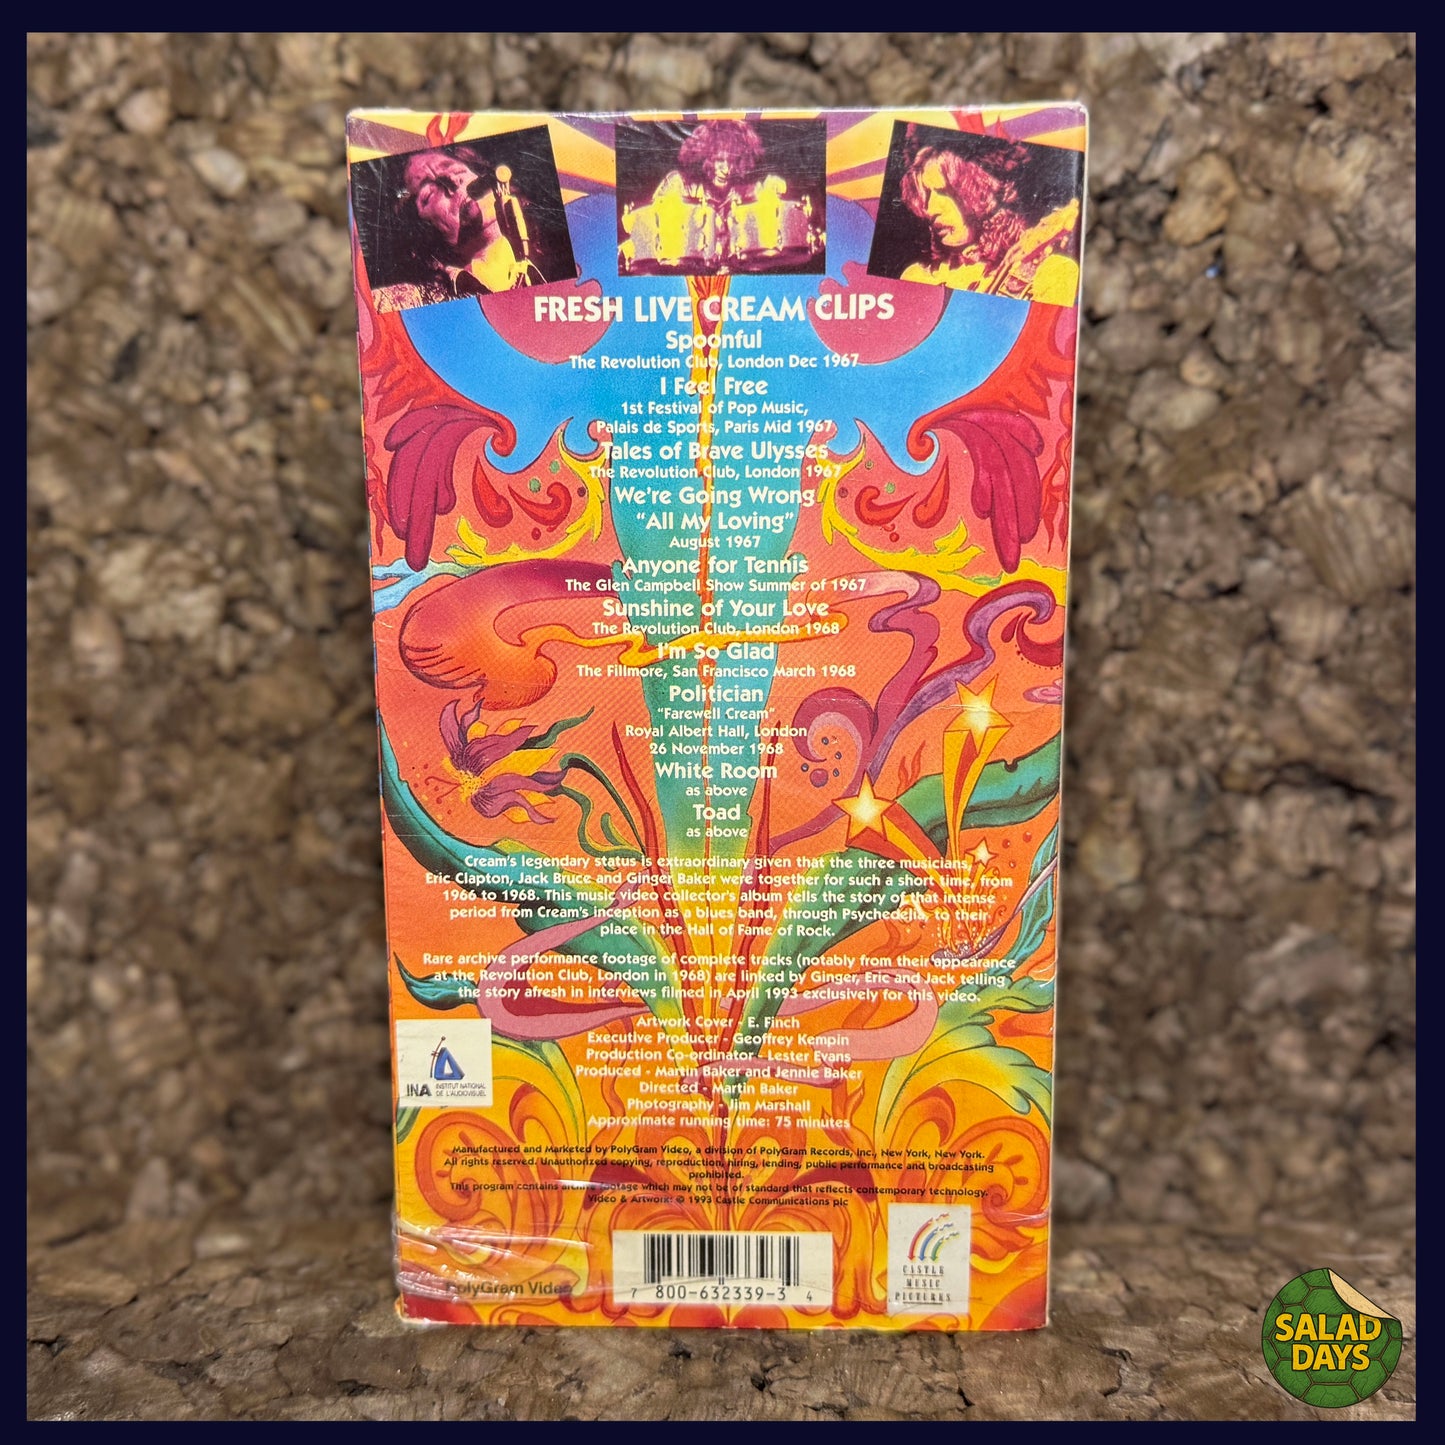 FRESH LIVE CREAM CLIPS
Spoonful
The Revolution Club, London Dec 1967
I Feel Free
1st Festival of Pop Music,
Palais de Sports, Paris Mid 1967
Tales of Brave Ulysses
The Revolution Club, London 1967
We're Going Wrong
"All My Loving"
August 1967
Anyone for Tennis
The Glen Campbell Show Summer of 1967
Sunshine of Your Love
The Revolution Club, London 1968
I'm So Glad
The Fillmore, San Francisco March 1968
Politician
"Farewell Cream"
Royal Albert Hall, London
26 November 1968
White Room
as above
Toad
as above
Cream's legendary status is extraordinary given that the three musicians,
Eric Clapton, Jack Bruce and Ginger Baker were together for such a short time, from
1966 to 1968. This music video collector's album tells the story of that intense
period from Cream's inception as a blues band, through Psychedelia, to their
place in the Hall of Fame of Rock.
Rare archive performance footage of complete tracks (notably from their appearance
at the Revolution Club, London in 1968) are linked by Ginger, Eric and Jack telling
the story afresh in interviews filmed in April 1993 exclusively for this video.
Artwork Cover - E. Finch
Executive Producer - Geoffrey Kempin
Production Co-ordinator - Lester Evans
Produced - Martin Baker and Jennie Baker
Directed - Martin Baker
Photography - Jim Marshall
Approximate running time: 75 minutes
INA INSTITUT NATIONAL
DE L'AUDIOVISUEL
Manufactured and Marketed by PolyGram Video, a division of PolyGram Records, Inc., New York, New York.
All rights reserved. Unauthorized copying, reproduction, hiring, lending, public performance and broadcasting
prohibited.
This program contains archive footage which may not be of standard that reflects contemporary technology.
Video & Artwork: © 1993 Castle Communications plc
PolyGram Video
7 800-632339-3 4
CASTLE
MUSIC
PICTURES
SALAD
DAYS